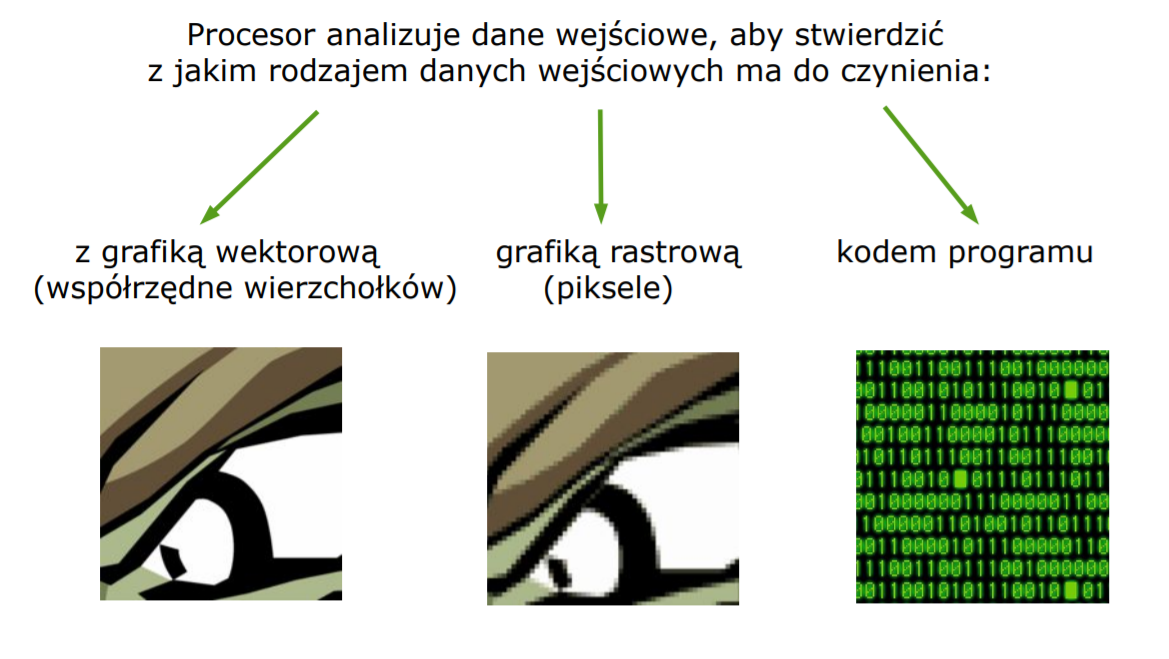 Procesor analizuje dane wejściowe, aby stwierdzić
z jakim rodzajem danych wejściowych ma do czynienia:
z grafiką wektorową
(współrzędne wierzchołków)
grafiką rastrową
(piksele)
kodem programu